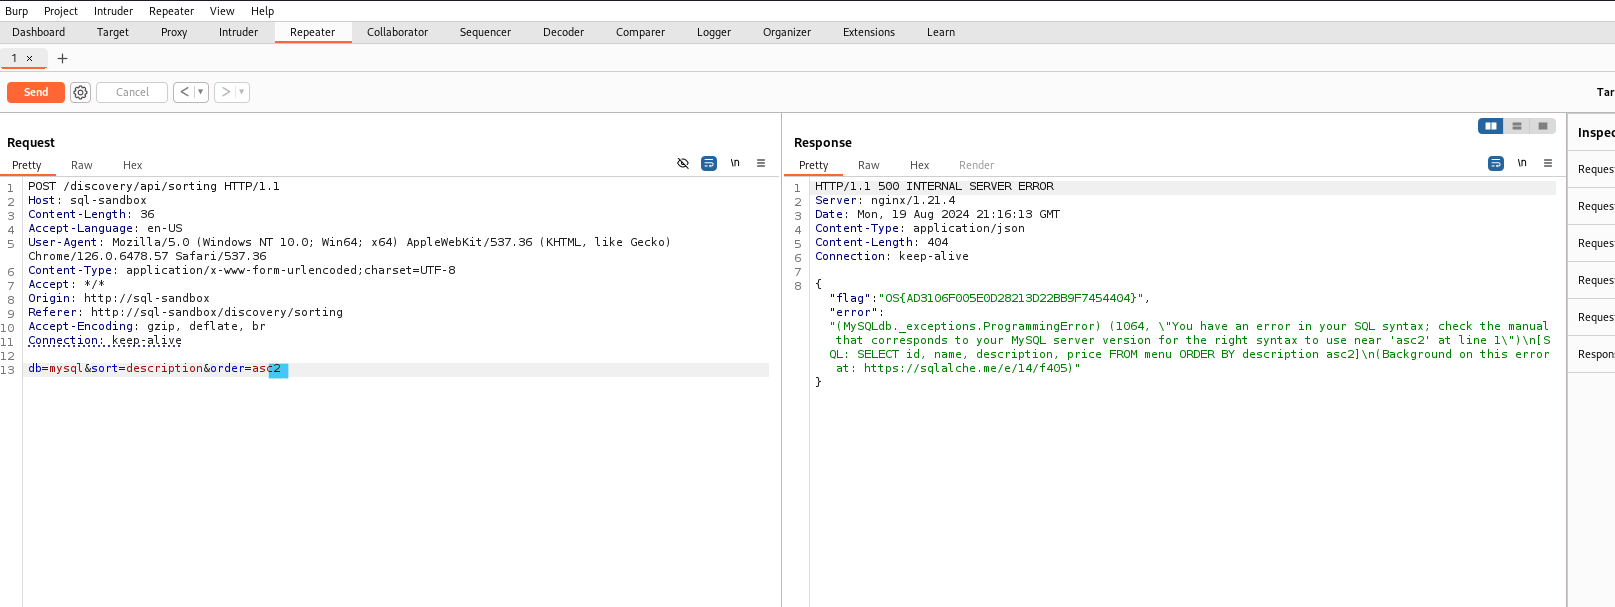 Burp Project Intruder Repeater View Help
Dashboard Target Proxy Intruder Repeater Collaborator Sequencer Decoder Comparer Logger Organizer Extensions Learn
1 × +
Send Cancel < ▾ > ▾ Tar
Request
Pretty Raw Hex \n
1 POST /discovery/api/sorting HTTP/1.1
2 Host: sql-sandbox
3 Content-Length: 36
4 Accept-Language: en-US
5 User-Agent: Mozilla/5.0 (Windows NT 10.0; Win64; x64) AppleWebKit/537.36 (KHTML, like Gecko)
Chrome/126.0.6478.57 Safari/537.36
6 Content-Type: application/x-www-form-urlencoded;charset=UTF-8
7 Accept: */*
8 Origin: http://sql-sandbox
9 Referer: http://sql-sandbox/discovery/sorting
10 Accept-Encoding: gzip, deflate, br
11 Connection: keep-alive
12
13 db=mysql&sort=description&order=asc2
Response
Pretty Raw Hex Render \n
1 HTTP/1.1 500 INTERNAL SERVER ERROR
2 Server: nginx/1.21.4
3 Date: Mon, 19 Aug 2024 21:16:13 GMT
4 Content-Type: application/json
5 Content-Length: 404
6 Connection: keep-alive
7
8 {
"flag":"OS{AD3106F005E0D28213D22BB9F7454404}",
"error":
"(MySQLdb._exceptions.ProgrammingError) (1064, \"You have an error in your SQL syntax; check the manual
that corresponds to your MySQL server version for the right syntax to use near 'asc2' at line 1\")\n[S
QL: SELECT id, name, description, price FROM menu ORDER BY description asc2]\n(Background on this error
at: https://sqlalche.me/e/14/f405)"
}
Inspec
Reques
Reques
Reques
Reques
Reques
Respon